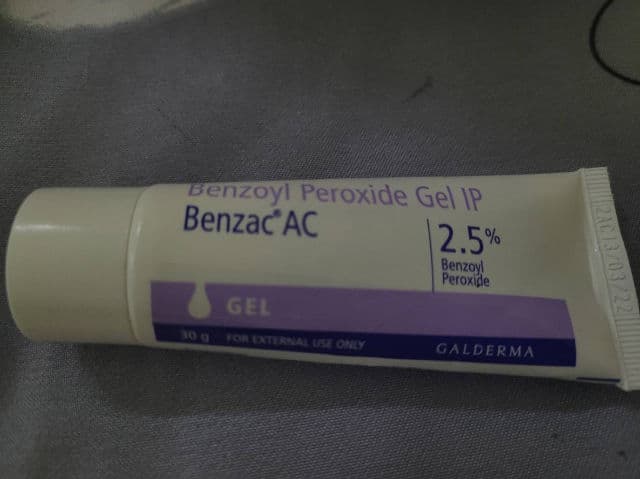 Benzoyl Peroxide Gel IP
Benzac® AC
2.5%
Benzoyl
Peroxide
GEL
30 g FOR EXTERNAL USE ONLY
GALDERMA